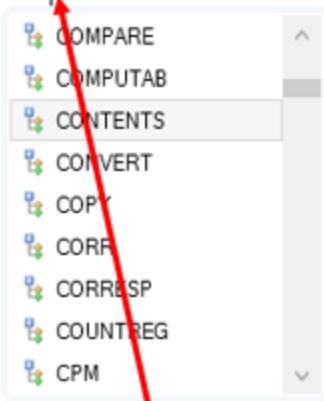 COMPARE
COMPUTAB
CONTENTS
CONVERT
COPY
CORR
CORRESP
COUNTREG
CPM